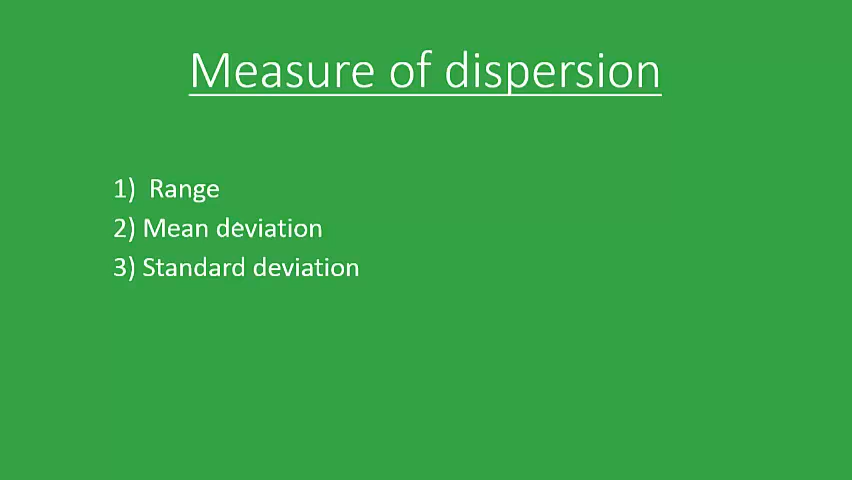 Measure of dispersion
1) Range
2) Mean deviation
3) Standard deviation